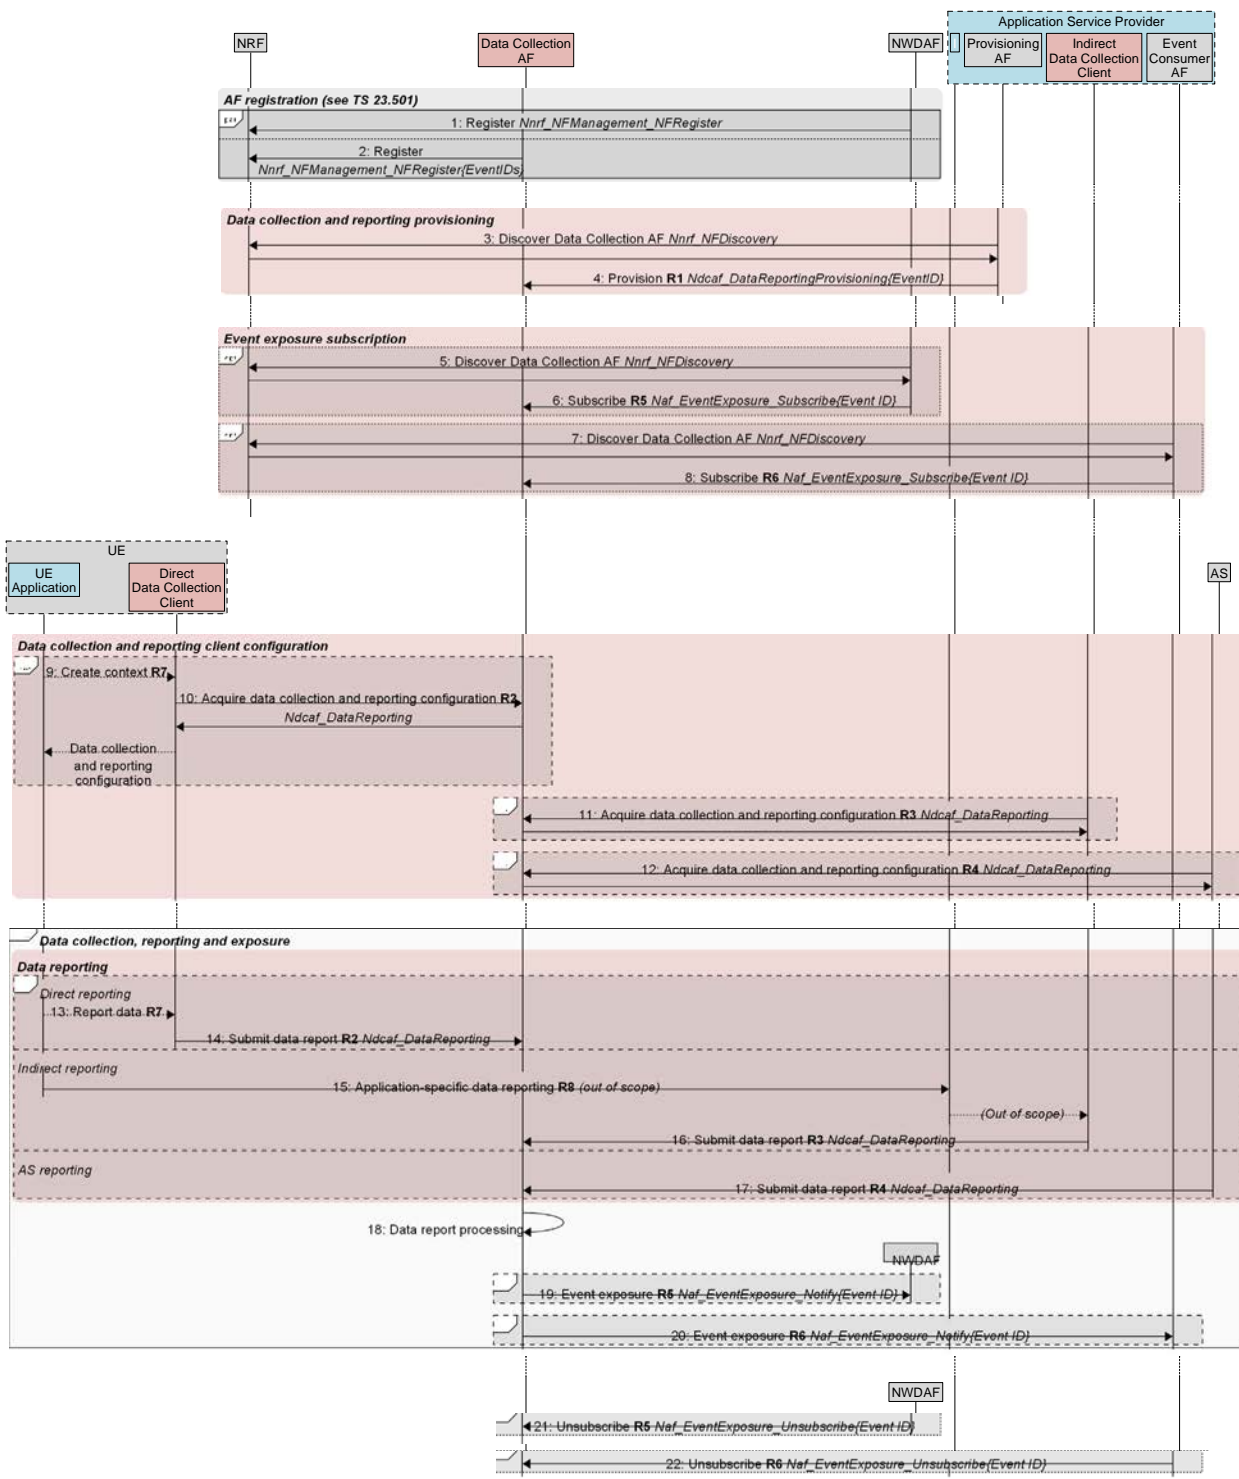 Application Service Provider
NRF
Data Collection
AF
NWDAF
Provisioning
AF
Indirect
Data Collection
Client
Event
Consumer
AF
AF registration (see TS 23.501)
1: Register Nnrf_NFManagement_NFRegister
2: Register
Nnrf_NFManagement_NFRegister{EventIDs}
Data collection and reporting provisioning
3: Discover Data Collection AF Nnrf_NFDiscovery
4: Provision R1 Ndcaf_DataReportingProvisioning{EventID}
Event exposure subscription
5: Discover Data Collection AF Nnrf_NFDiscovery
6: Subscribe R5 Naf_EventExposure_Subscribe{Event ID}
7: Discover Data Collection AF Nnrf_NFDiscovery
8: Subscribe R6 Naf_EventExposure_Subscribe{Event ID}
UE
UE
Application
Direct
Data Collection
Client
AS
Data collection and reporting client configuration
9: Create context R7
10: Acquire data collection and reporting configuration R2
Ndcaf_DataReporting
Data collection
and reporting
configuration
11: Acquire data collection and reporting configuration R3 Ndcaf_DataReporting
12: Acquire data collection and reporting configuration R4 Ndcaf_DataReporting
Data collection, reporting and exposure
Data reporting
Direct reporting
13: Report data R7
14: Submit data report R2 Ndcaf_DataReporting
Indirect reporting
15: Application-specific data reporting R8 (out of scope)
(Out of scope)
16: Submit data report R3 Ndcaf_DataReporting
AS reporting
17: Submit data report R4 Ndcaf_DataReporting
18: Data report processing
NWDAF
19: Event exposure R5 Naf_EventExposure_Notify{Event ID}
20: Event exposure R6 Naf_EventExposure_Notify{Event ID}
NWDAF
21: Unsubscribe R5 Naf_EventExposure_Unsubscribe{Event ID}
22: Unsubscribe R6 Naf_EventExposure_Unsubscribe{Event ID}